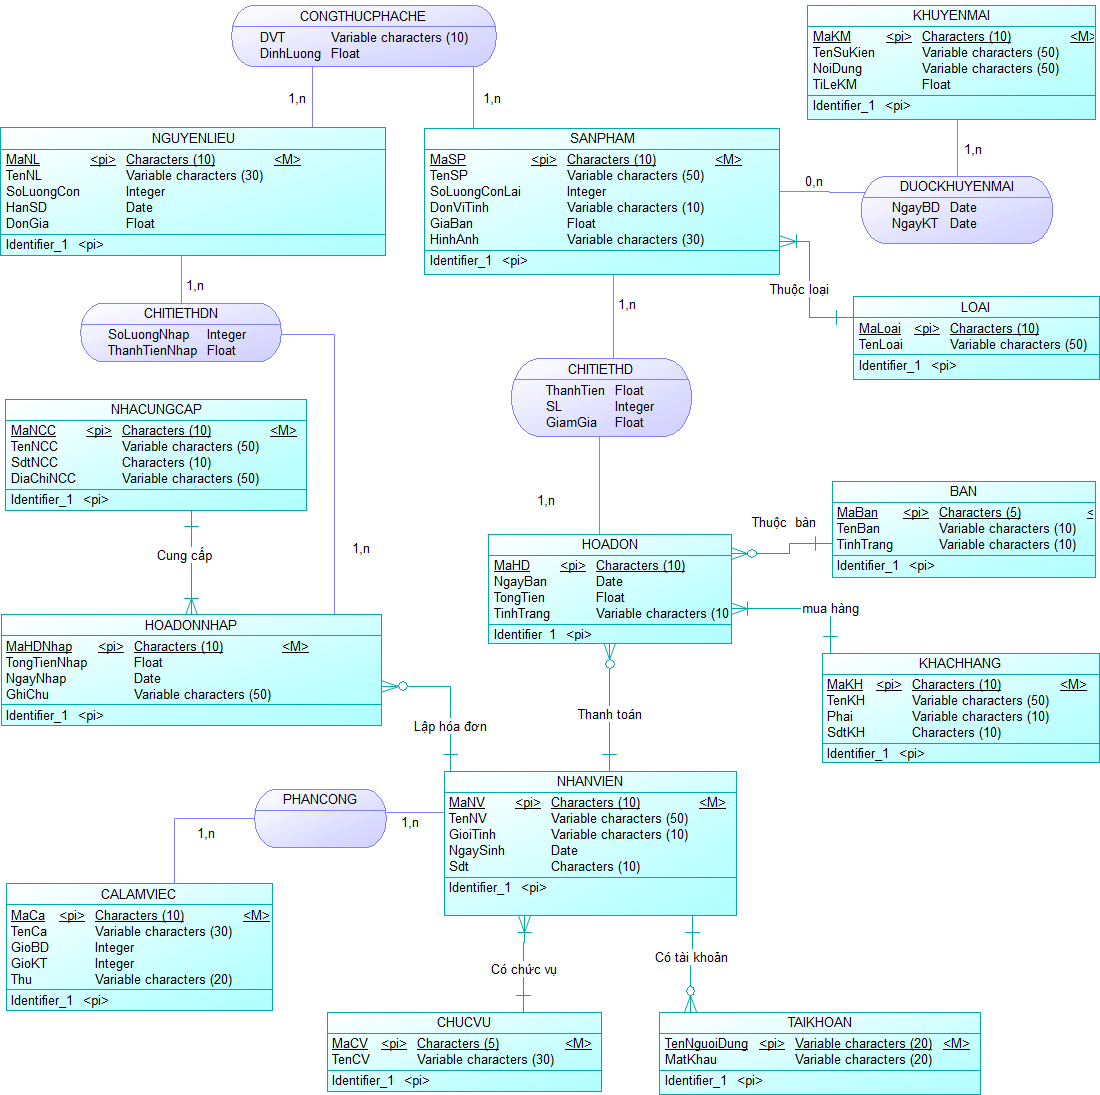 CONGTHUCPHACHE
DVT Variable characters (10)
DinhLuong Float
KHUYENMAI
MaKM <pi> Characters (10) <M>
TenSuKien Variable characters (50)
NoiDung Variable characters (50)
TiLeKM Float
Identifier_1 <pi>
1,n
1,n
1,n
NGUYENLIEU
MaNL <pi> Characters (10) <M>
TenNL Variable characters (30)
SoLuongCon Integer
HanSD Date
DonGia Float
Identifier_1 <pi>
SANPHAM
MaSP <pi> Characters (10) <M>
TenSP Variable characters (50)
SoLuongConLai Integer
DonViTinh Variable characters (10)
GiaBan Float
HinhAnh Variable characters (30)
Identifier_1 <pi>
0,n
DUOCKHUYENMAI
NgayBD Date
NgayKT Date
1,n
1,n
Thuộc loại
CHITIETHDN
SoLuongNhap Integer
ThanhTienNhap Float
LOAI
MaLoai <pi> Characters (10)
TenLoai Variable characters (50)
Identifier_1 <pi>
CHITIETHD
ThanhTien Float
SL Integer
GiamGia Float
NHACUNGCAP
MaNCC <pi> Characters (10) <M>
TenNCC Variable characters (50)
SdtNCC Characters (10)
DiaChiNCC Variable characters (50)
Identifier_1 <pi>
1,n
Thuộc bàn
BAN
MaBan <pi> Characters (5) <
TenBan Variable characters (10)
TinhTrang Variable characters (10)
Identifier_1 <pi>
Cung cấp
1,n
HOADON
MaHD <pi> Characters (10)
NgayBan Date
TongTien Float
TinhTrang Variable characters (10
Identifier_1 <pi>
mua hàng
HOADONNHAP
MaHDNhap <pi> Characters (10) <M>
TongTienNhap Float
NgayNhap Date
GhiChu Variable characters (50)
Identifier_1 <pi>
KHACHHANG
MaKH <pi> Characters (10) <M>
TenKH Variable characters (50)
Phai Variable characters (10)
SdtKH Characters (10)
Identifier_1 <pi>
Lập hóa đơn
Thanh toán
NHANVIEN
MaNV <pi> Characters (10) <M>
TenNV Variable characters (50)
GioiTinh Variable characters (10)
NgaySinh Date
Sdt Characters (10)
Identifier_1 <pi>
PHANCONG
1,n
1,n
CALAMVIEC
MaCa <pi> Characters (10) <M>
TenCa Variable characters (30)
GioBD Integer
GioKT Integer
Thu Variable characters (20)
Identifier_1 <pi>
Có chức vụ
Có tài khoản
CHUCVU
MaCV <pi> Characters (5) <M>
TenCV Variable characters (30)
Identifier_1 <pi>
TAIKHOAN
TenNguoiDung <pi> Variable characters (20) <M>
MatKhau Variable characters (20)
Identifier_1 <pi>